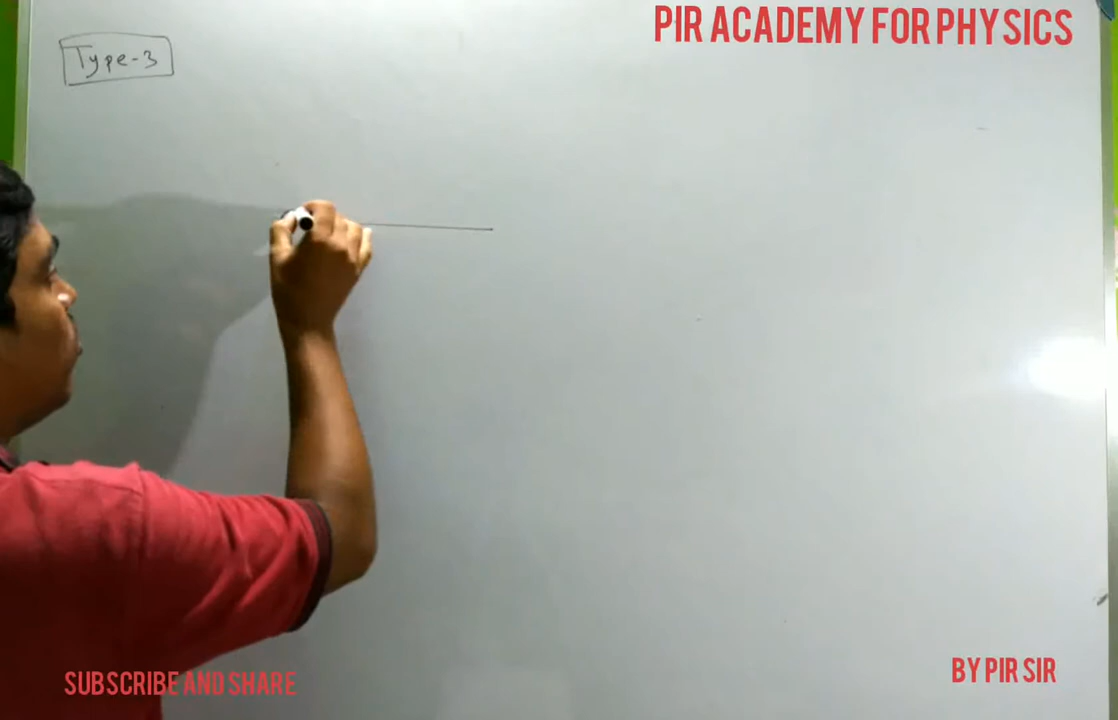 PIR ACADEMY FOR PHYSICS
Type-3
SUBSCRIBE AND SHARE
BY PIR SIR